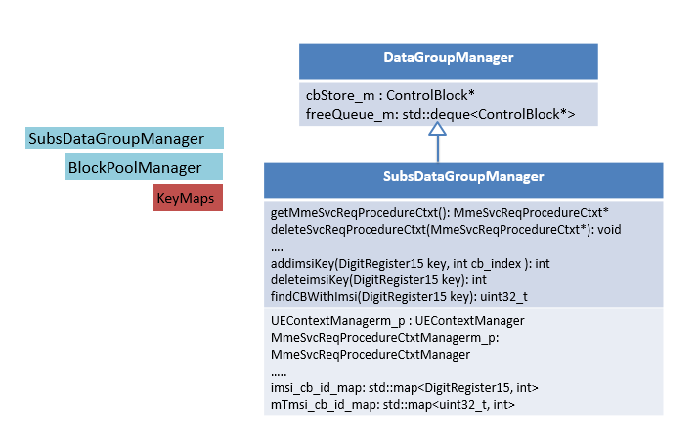 DataGroupManager
cbStore_m : ControlBlock*
freeQueue_m: std::deque<ControlBlock*>
SubsDataGroupManager
BlockPoolManager
KeyMaps
SubsDataGroupManager
getMmeSvcReqProcedureCtxt(): MmeSvcReqProcedureCtxt*
deleteSvcReqProcedureCtxt(MmeSvcReqProcedureCtxt*): void
....
addimsiKey(DigitRegister15 key, int cb_index ): int
deleteimsiKey(DigitRegister15 key): int
findCBWithImsi(DigitRegister15 key): uint32_t
UEContextManagerm_p : UEContextManager
MmeSvcReqProcedureCtxtManagerm_p:
MmeSvcReqProcedureCtxtManager
.....
imsi_cb_id_map: std::map<DigitRegister15, int>
mTmsi_cb_id_map: std::map<uint32_t, int>